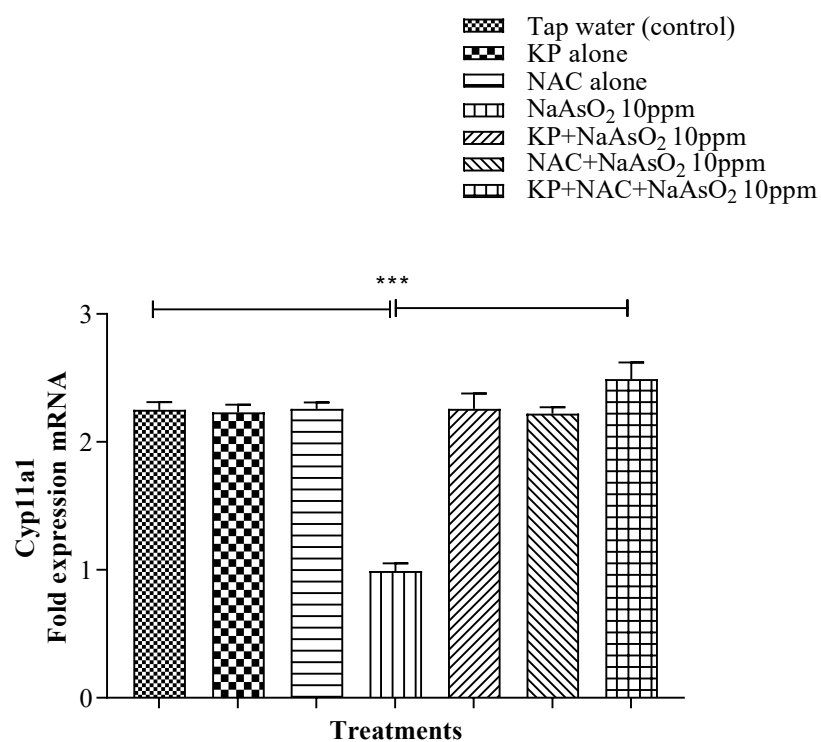 Tap water (control)
KP alone
NAC alone
NaAsO₂ 10ppm
KP+NaAsO₂ 10ppm
NAC+NaAsO₂ 10ppm
KP+NAC+NaAsO₂ 10ppm
***
3
2
1
0
Cyp11a1
Fold expression mRNA
Treatments